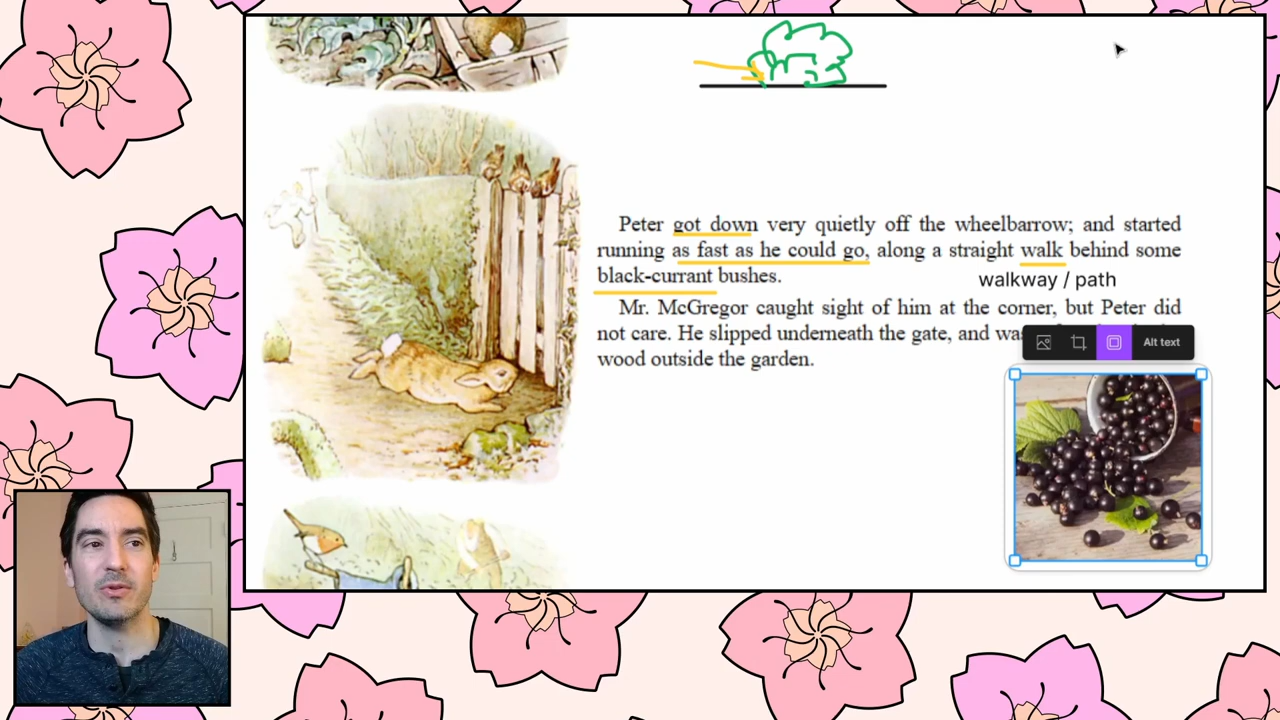 Peter got down very quietly off the wheelbarrow; and started
running as fast as he could go, along a straight walk behind some
black-currant bushes.
walkway / path
Mr. McGregor caught sight of him at the corner, but Peter did
not care. He slipped underneath the gate, and was
wood outside the garden.
Alt text